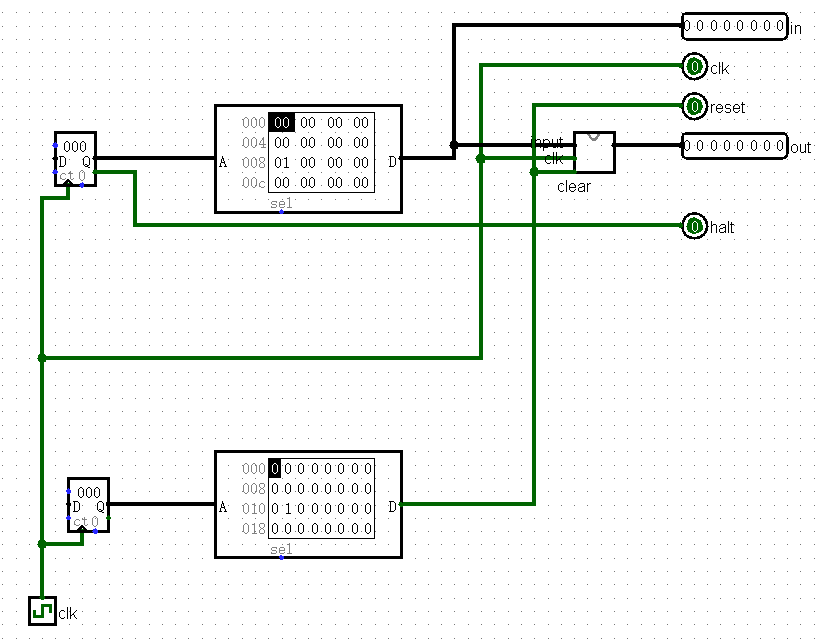 0 0 0 0 0 0 0 0 in
0 clk
0 reset
0 0 0 0 0 0 0 0 out
input
clk
clear
0 halt
000
D Q
ct0
A D
000 00 00 00 00
004 00 00 00 00
008 01 00 00 00
00c 00 00 00 00
sel
000
D Q
ct0
A D
000 0 0 0 0 0 0 0 0
008 0 0 0 0 0 0 0 0
010 0 1 0 0 0 0 0 0
018 0 0 0 0 0 0 0 0
sel
clk